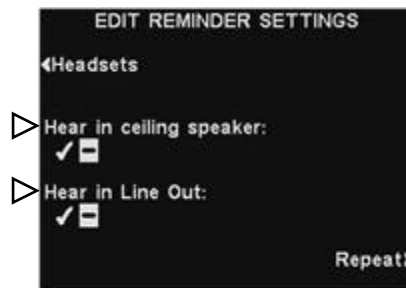 EDIT REMINDER SETTINGS
Headsets
Hear in ceiling speaker:
Hear in Line Out:
Repeat: